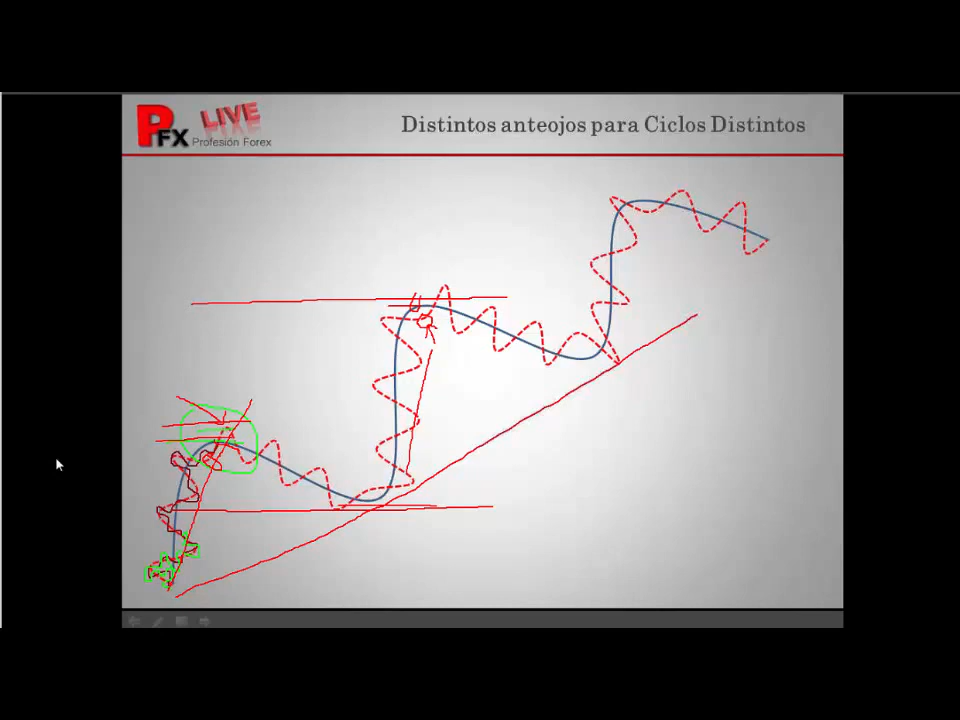 PFX LIVE
Profesión Forex
Distintos anteojos para Ciclos Distintos